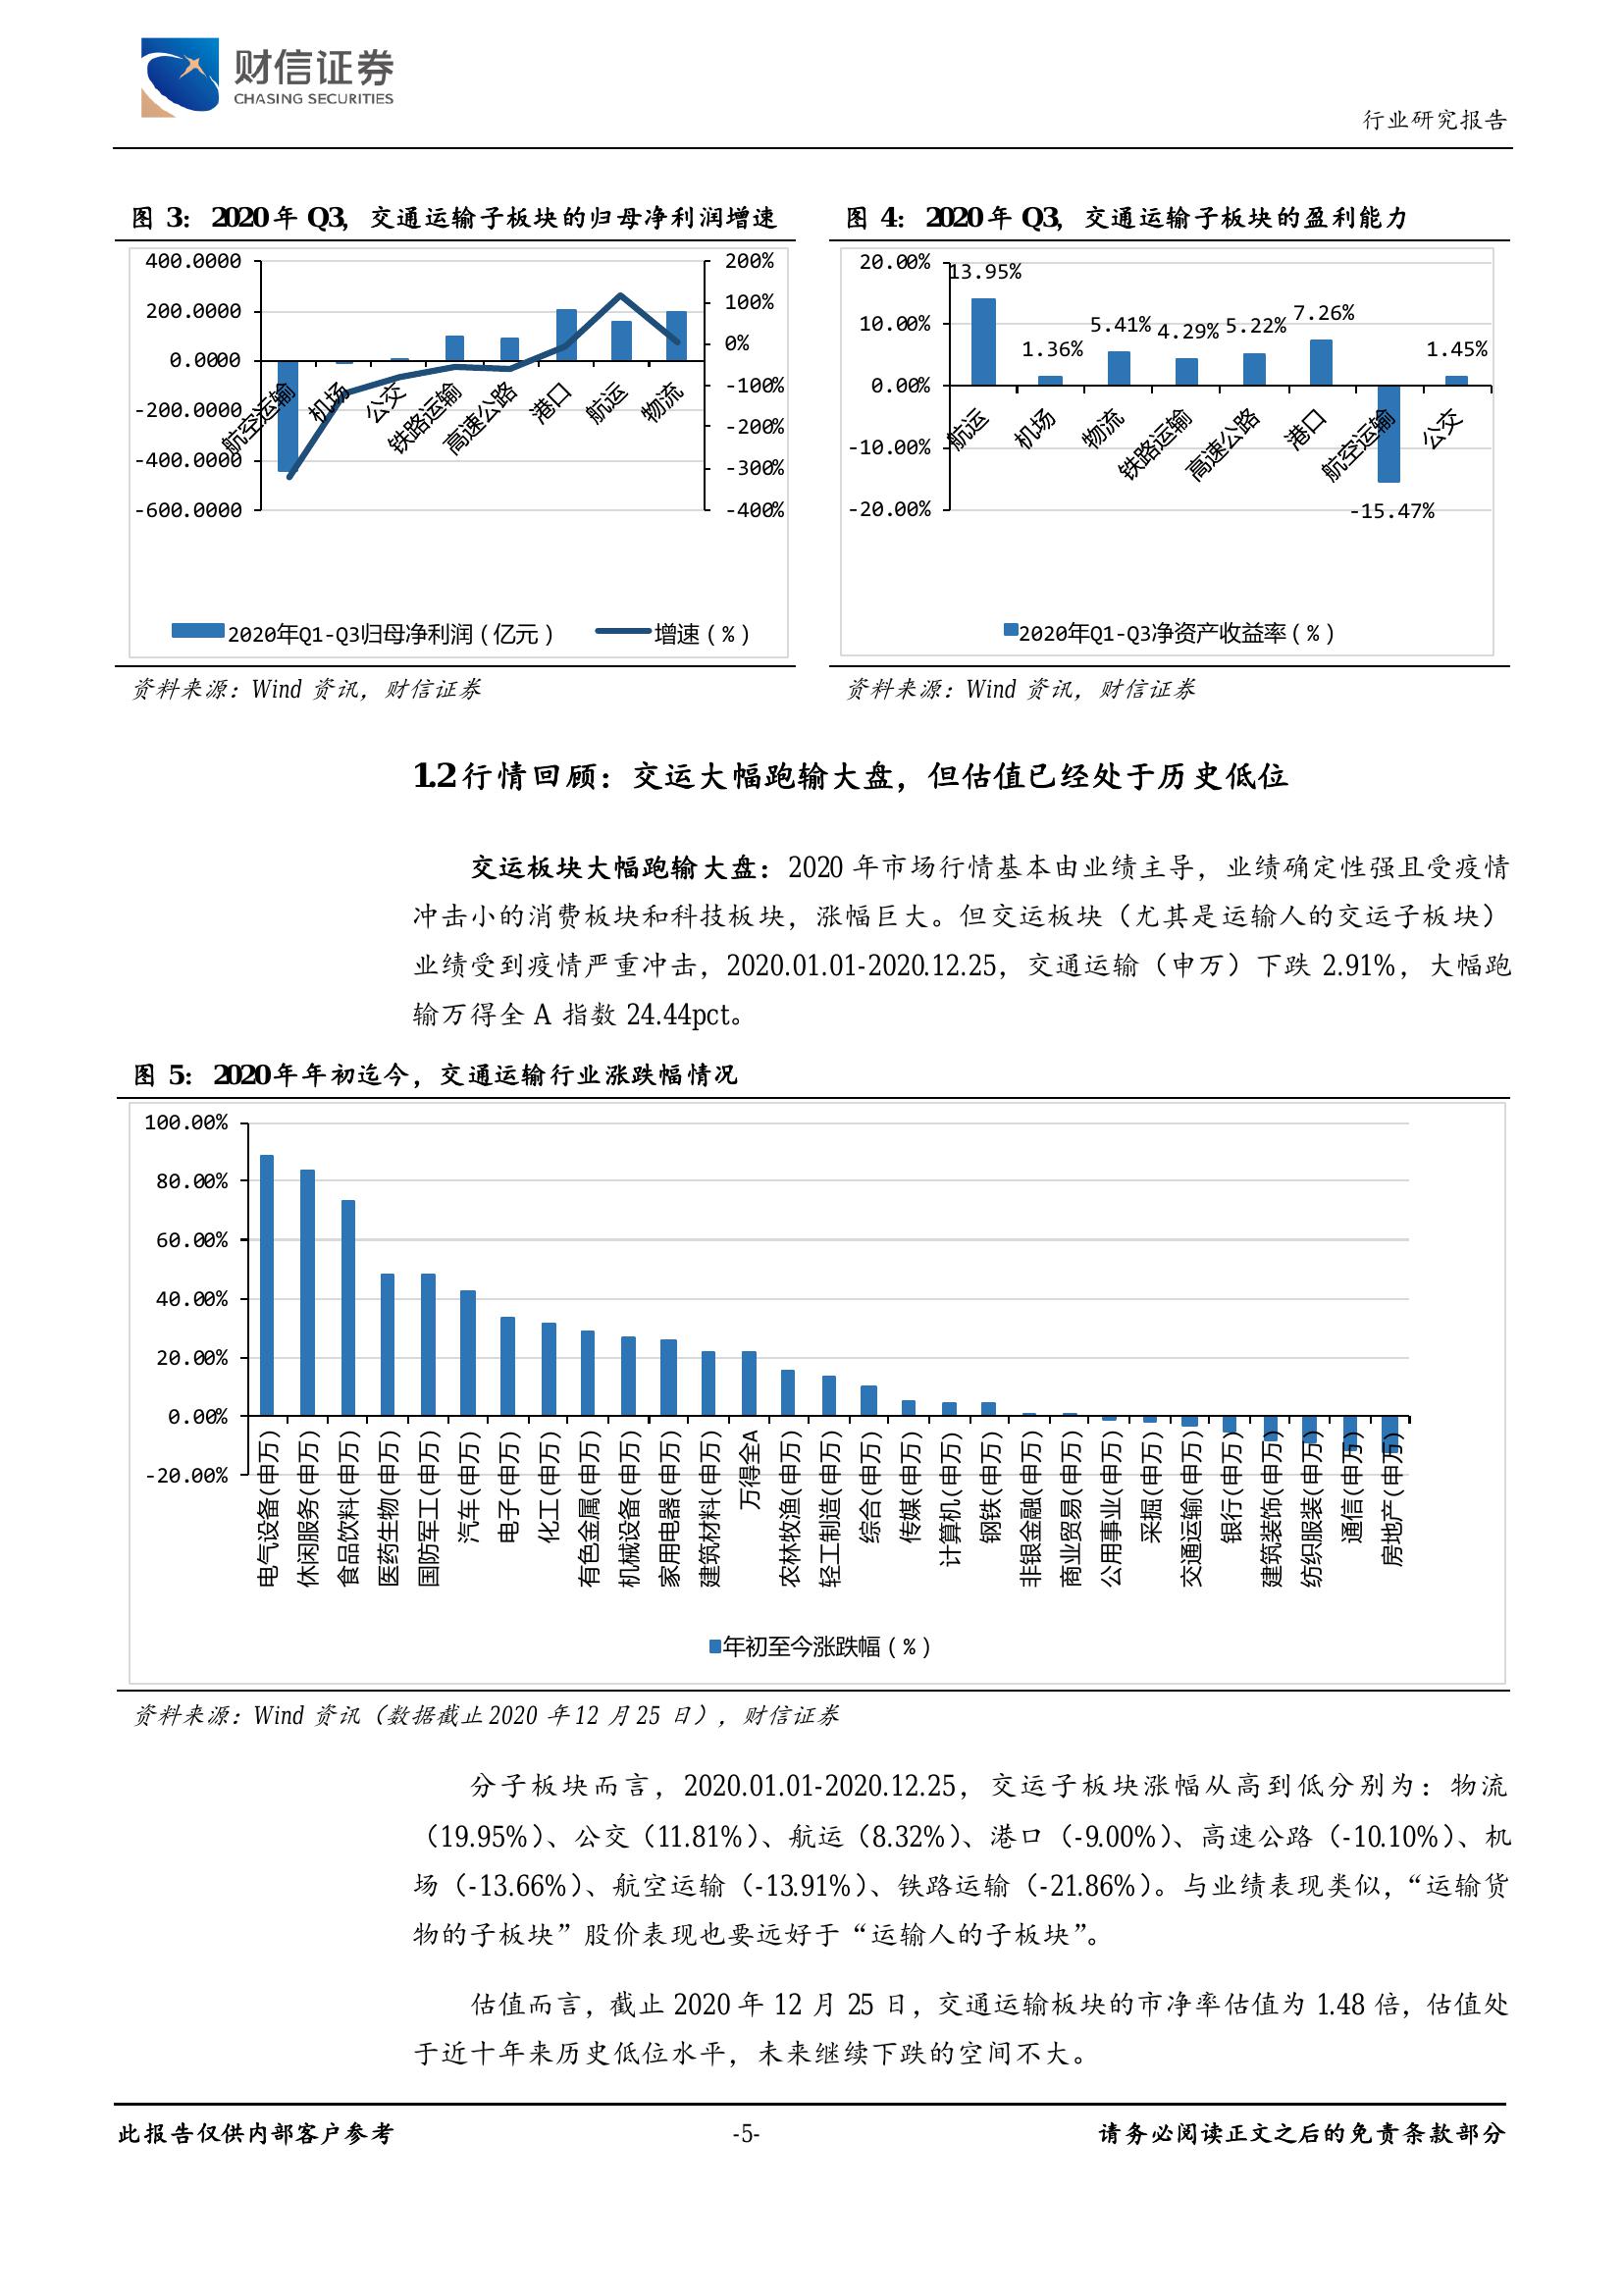 财信证券
CHASING SECURITIES
行业研究报告
图 3：2020 年 Q3，交通运输子板块的归母净利润增速
400.0000
200.0000
0.0000
-200.0000
-400.0000
-600.0000
200%
100%
0%
-100%
-200%
-300%
-400%
航空运输
机场
公交
铁路运输
高速公路
港口
航运
物流
2020年Q1-Q3归母净利润（亿元）
增速（%）
资料来源：Wind 资讯，财信证券
图 4：2020 年 Q3，交通运输子板块的盈利能力
20.00%
10.00%
0.00%
-10.00%
-20.00%
13.95%
1.36%
5.41%
4.29%
5.22%
7.26%
-15.47%
1.45%
航运
机场
物流
铁路运输
高速公路
港口
航空运输
公交
2020年Q1-Q3净资产收益率（%）
资料来源：Wind 资讯，财信证券
1.2 行情回顾：交运大幅跑输大盘，但估值已经处于历史低位
交运板块大幅跑输大盘：2020 年市场行情基本由业绩主导，业绩确定性强且受疫情
冲击小的消费板块和科技板块，涨幅巨大。但交运板块（尤其是运输人的交运子板块）
业绩受到疫情严重冲击，2020.01.01-2020.12.25，交通运输（申万）下跌 2.91%，大幅跑
输万得全 A 指数 24.44pct。
图 5：2020 年年初迄今，交通运输行业涨跌幅情况
100.00%
80.00%
60.00%
40.00%
20.00%
0.00%
-20.00%
电气设备(申万)
休闲服务(申万)
食品饮料(申万)
医药生物(申万)
国防军工(申万)
汽车(申万)
电子(申万)
化工(申万)
有色金属(申万)
机械设备(申万)
家用电器(申万)
建筑材料(申万)
万得全A
农林牧渔(申万)
轻工制造(申万)
综合(申万)
传媒(申万)
计算机(申万)
钢铁(申万)
非银金融(申万)
商业贸易(申万)
公用事业(申万)
采掘(申万)
交通运输(申万)
银行(申万)
建筑装饰(申万)
纺织服装(申万)
通信(申万)
房地产(申万)
年初至今涨跌幅（%）
资料来源：Wind 资讯（数据截止2020 年12 月25 日），财信证券
分子板块而言，2020.01.01-2020.12.25，交运子板块涨幅从高到低分别为：物流
（19.95%）、公交（11.81%）、航运（8.32%）、港口（-9.00%）、高速公路（-10.10%）、机
场（-13.66%）、航空运输（-13.91%）、铁路运输（-21.86%）。与业绩表现类似，“运输货
物的子板块”股价表现也要远好于“运输人的子板块”。
估值而言，截止 2020 年 12 月 25 日，交通运输板块的市净率估值为 1.48 倍，估值处
于近十年来历史低位水平，未来继续下跌的空间不大。
此报告仅供内部客户参考
-5-
请务必阅读正文之后的免责条款部分